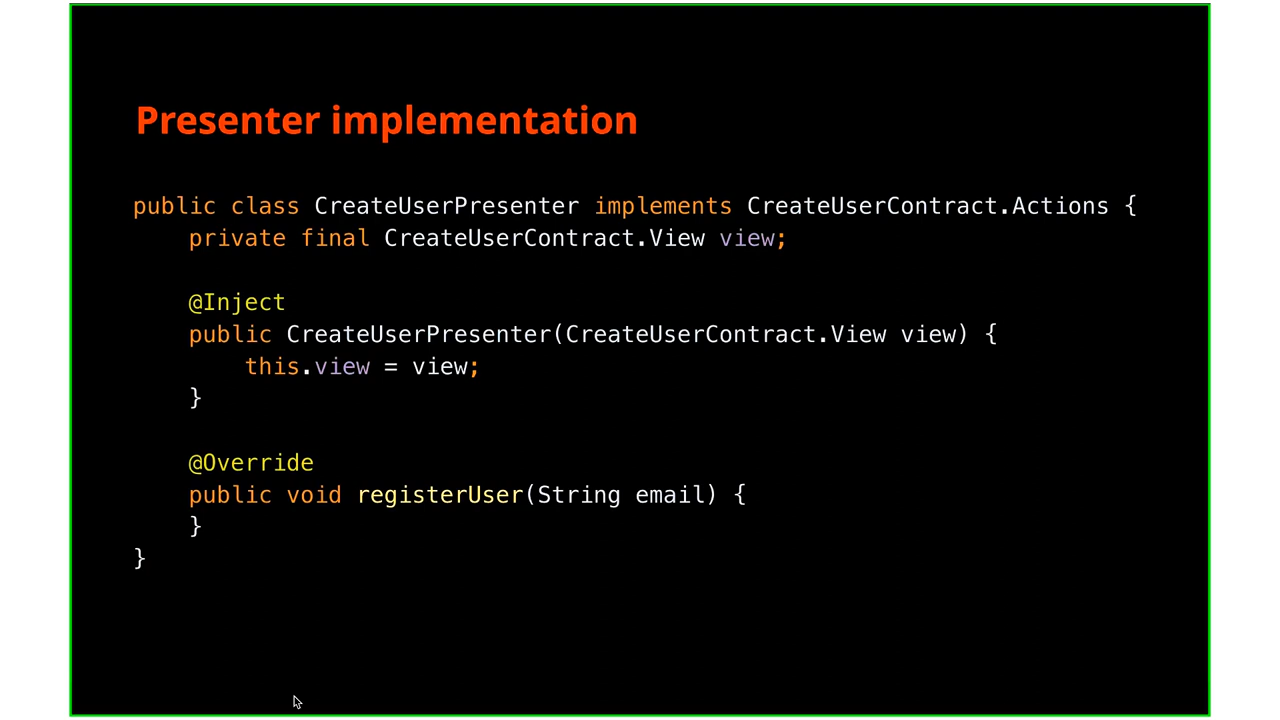 Presenter implementation
public class CreateUserPresenter implements CreateUserContract.Actions {
    private final CreateUserContract.View view;
    @Inject
    public CreateUserPresenter(CreateUserContract.View view) {
        this.view = view;
    }
    @Override
    public void registerUser(String email) {
    }
}